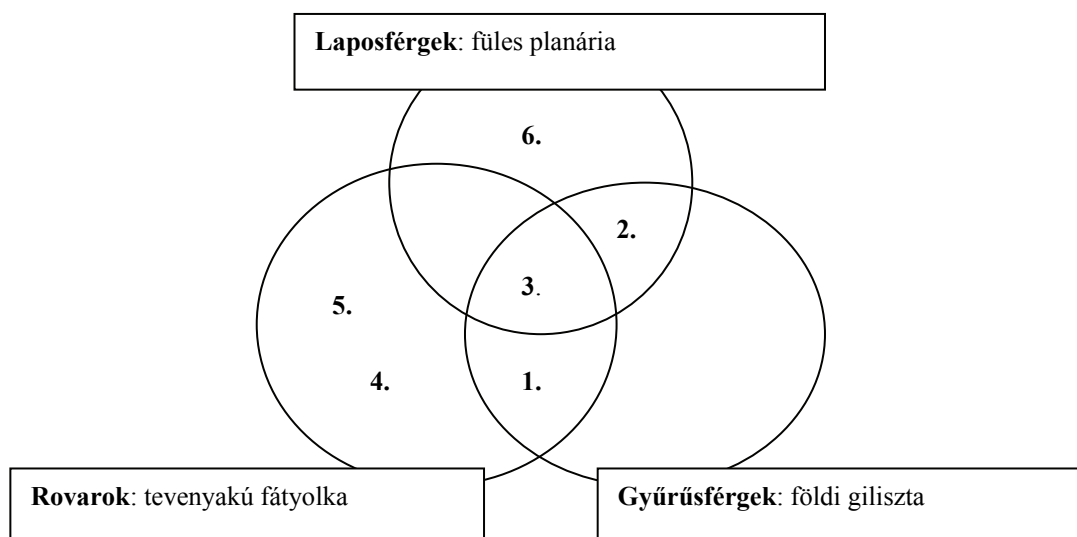 Laposférgek: füles planária
6.
2.
3.
5.
4.
1.
Rovarok: tevenyakú fátyolka
Gyűrűsférgek: földi giliszta